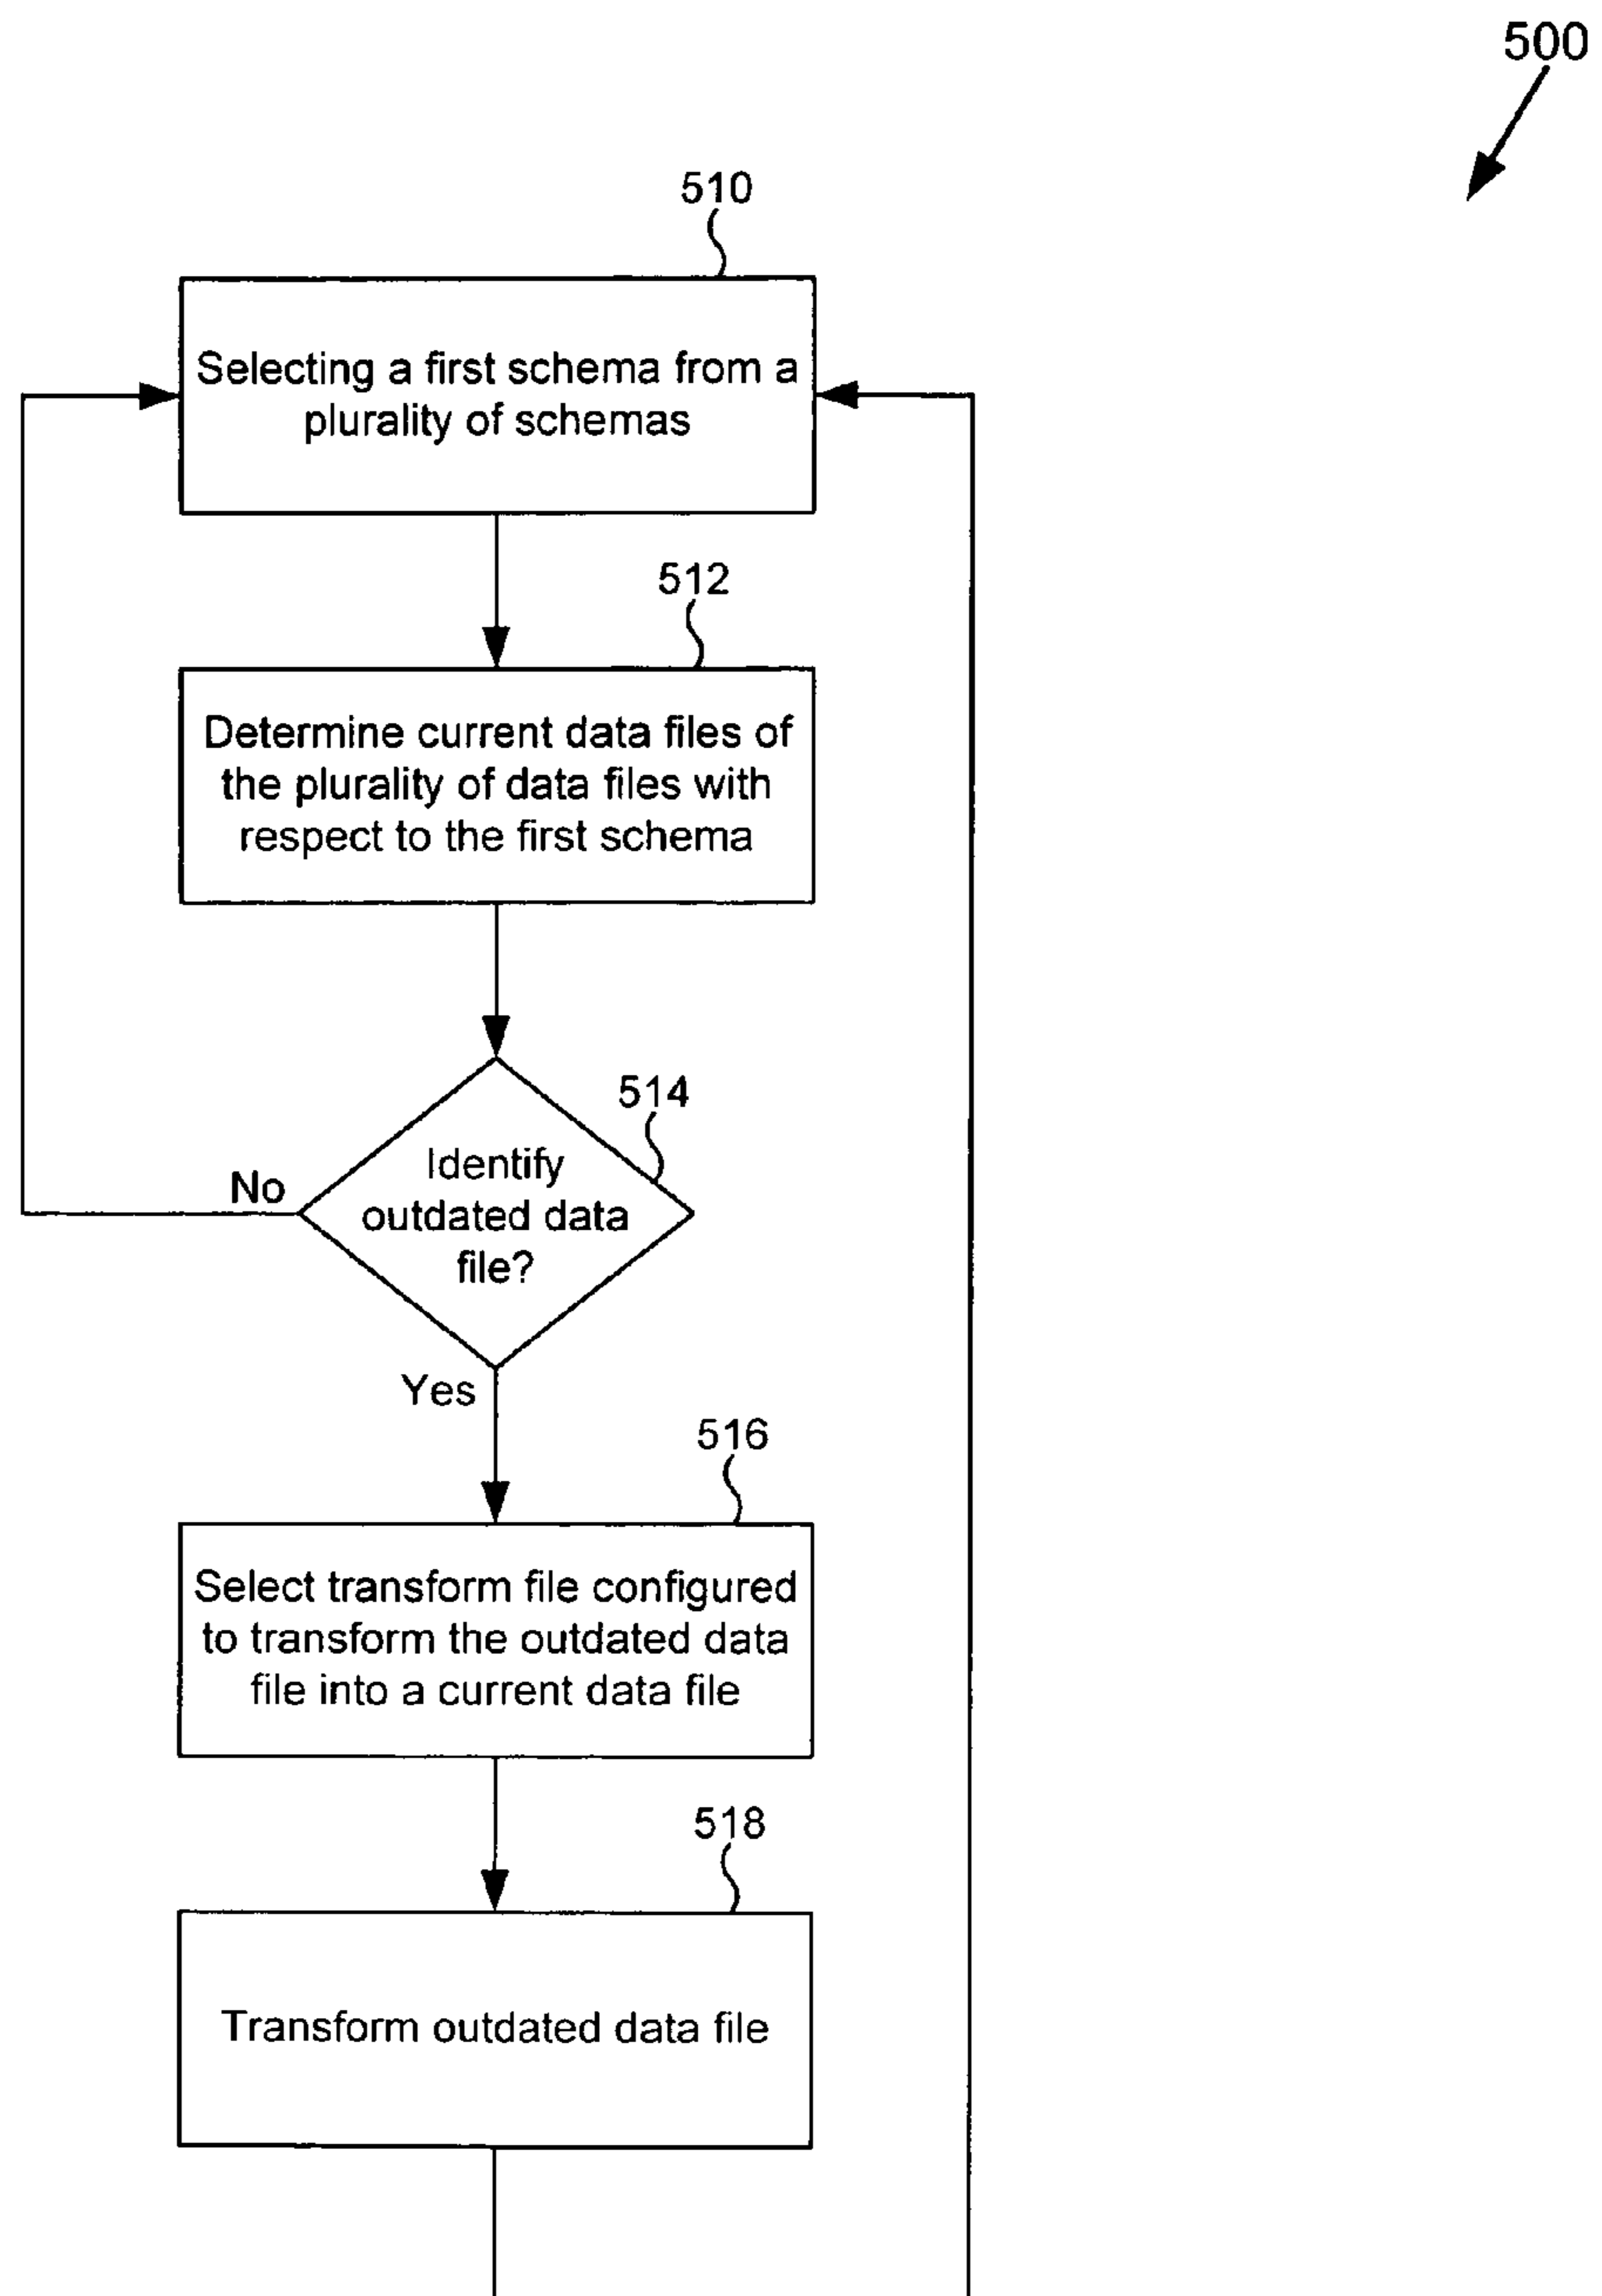 500
510
Selecting a first schema from a
plurality of schemas
512
Determine current data files of
the plurality of data files with
respect to the first schema
514
Identify
outdated data
file?
No
Yes
516
Select transform file configured
to transform the outdated data
file into a current data file
518
Transform outdated data file